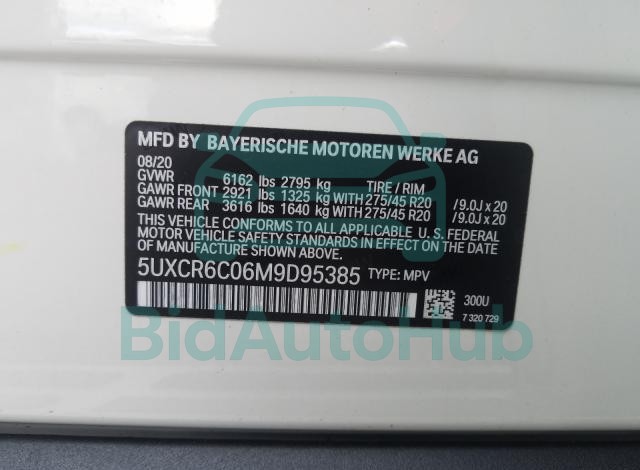 MFD BY BAYERISCHE MOTOREN WERKE AG
08/20
GVWR 6162 lbs 2795 kg TIRE / RIM
GAWR FRONT 2921 lbs 1325 kg WITH 275/45 R20 /9.0J x 20
GAWR REAR 3616 lbs 1640 kg WITH 275/45 R20 /9.0J x 20
THIS VEHICLE CONFORMS TO ALL APPLICABLE U.S. FEDERAL
MOTOR VEHICLE SAFETY STANDARDS IN EFFECT ON THE
DATE OF MANUFACTURE SHOWN ABOVE.
5UXCR6C06M9D95385 TYPE: MPV
300U
7 320 729
BidAutoHub